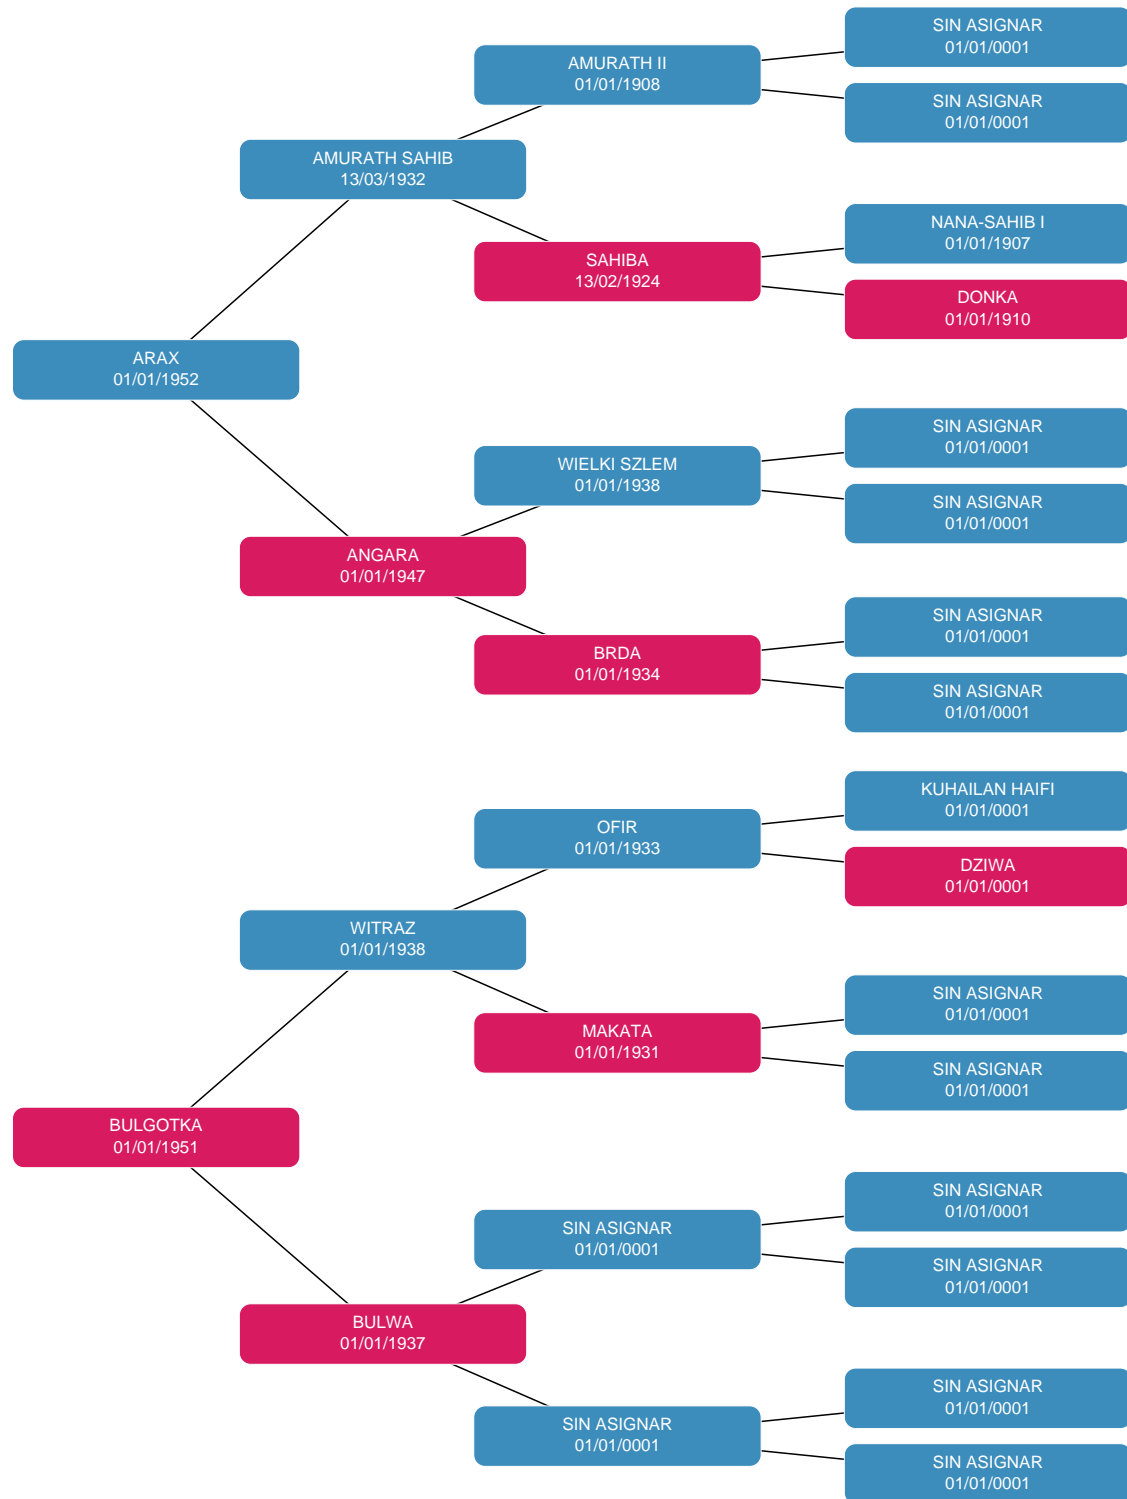 SIN ASIGNAR
01/01/0001
AMURATH II
01/01/1908
SIN ASIGNAR
01/01/0001
AMURATH SAHIB
13/03/1932
NANA-SAHIB I
01/01/1907
SAHIBA
13/02/1924
DONKA
01/01/1910
ARAX
01/01/1952
SIN ASIGNAR
01/01/0001
WIELKI SZLEM
01/01/1938
SIN ASIGNAR
01/01/0001
ANGARA
01/01/1947
SIN ASIGNAR
01/01/0001
BRDA
01/01/1934
SIN ASIGNAR
01/01/0001
KUHAILAN HAIFI
01/01/0001
OFIR
01/01/1933
DZIWA
01/01/0001
WITRAZ
01/01/1938
SIN ASIGNAR
01/01/0001
MAKATA
01/01/1931
SIN ASIGNAR
01/01/0001
BULGOTKA
01/01/1951
SIN ASIGNAR
01/01/0001
SIN ASIGNAR
01/01/0001
SIN ASIGNAR
01/01/0001
BULWA
01/01/1937
SIN ASIGNAR
01/01/0001
SIN ASIGNAR
01/01/0001
SIN ASIGNAR
01/01/0001